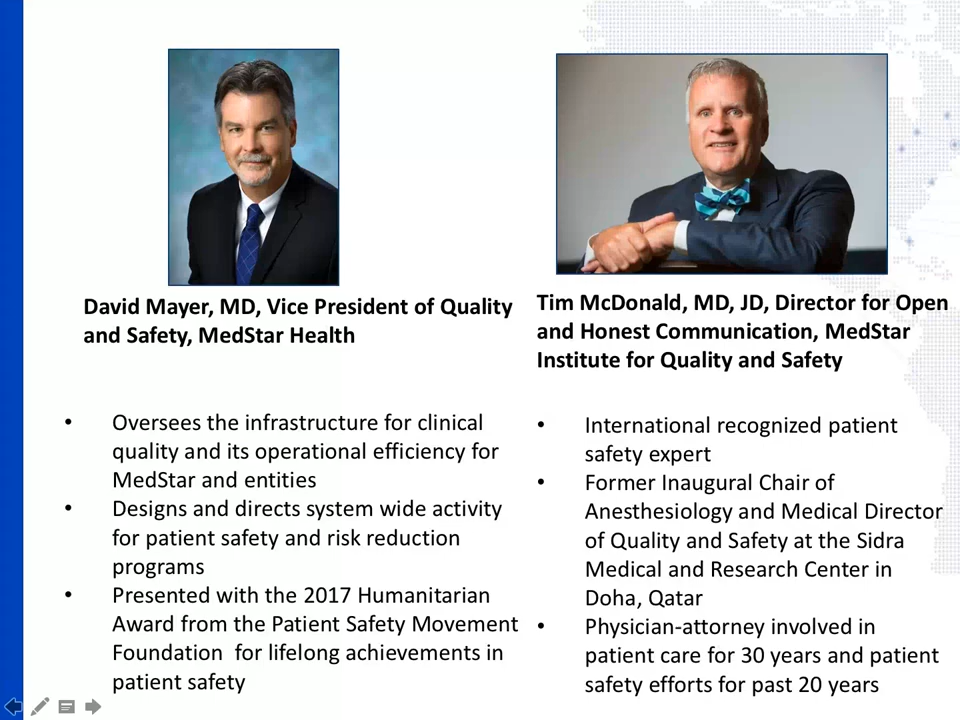 David Mayer, MD, Vice President of Quality
and Safety, MedStar Health
• Oversees the infrastructure for clinical
quality and its operational efficiency for
MedStar and entities
• Designs and directs system wide activity
for patient safety and risk reduction
programs
• Presented with the 2017 Humanitarian
Award from the Patient Safety Movement
Foundation  for lifelong achievements in
patient safety
Tim McDonald, MD, JD, Director for Open
and Honest Communication, MedStar
Institute for Quality and Safety
• International recognized patient
safety expert
• Former Inaugural Chair of
Anesthesiology and Medical Director
of Quality and Safety at the Sidra
Medical and Research Center in
Doha, Qatar
• Physician-attorney involved in
patient care for 30 years and patient
safety efforts for past 20 years